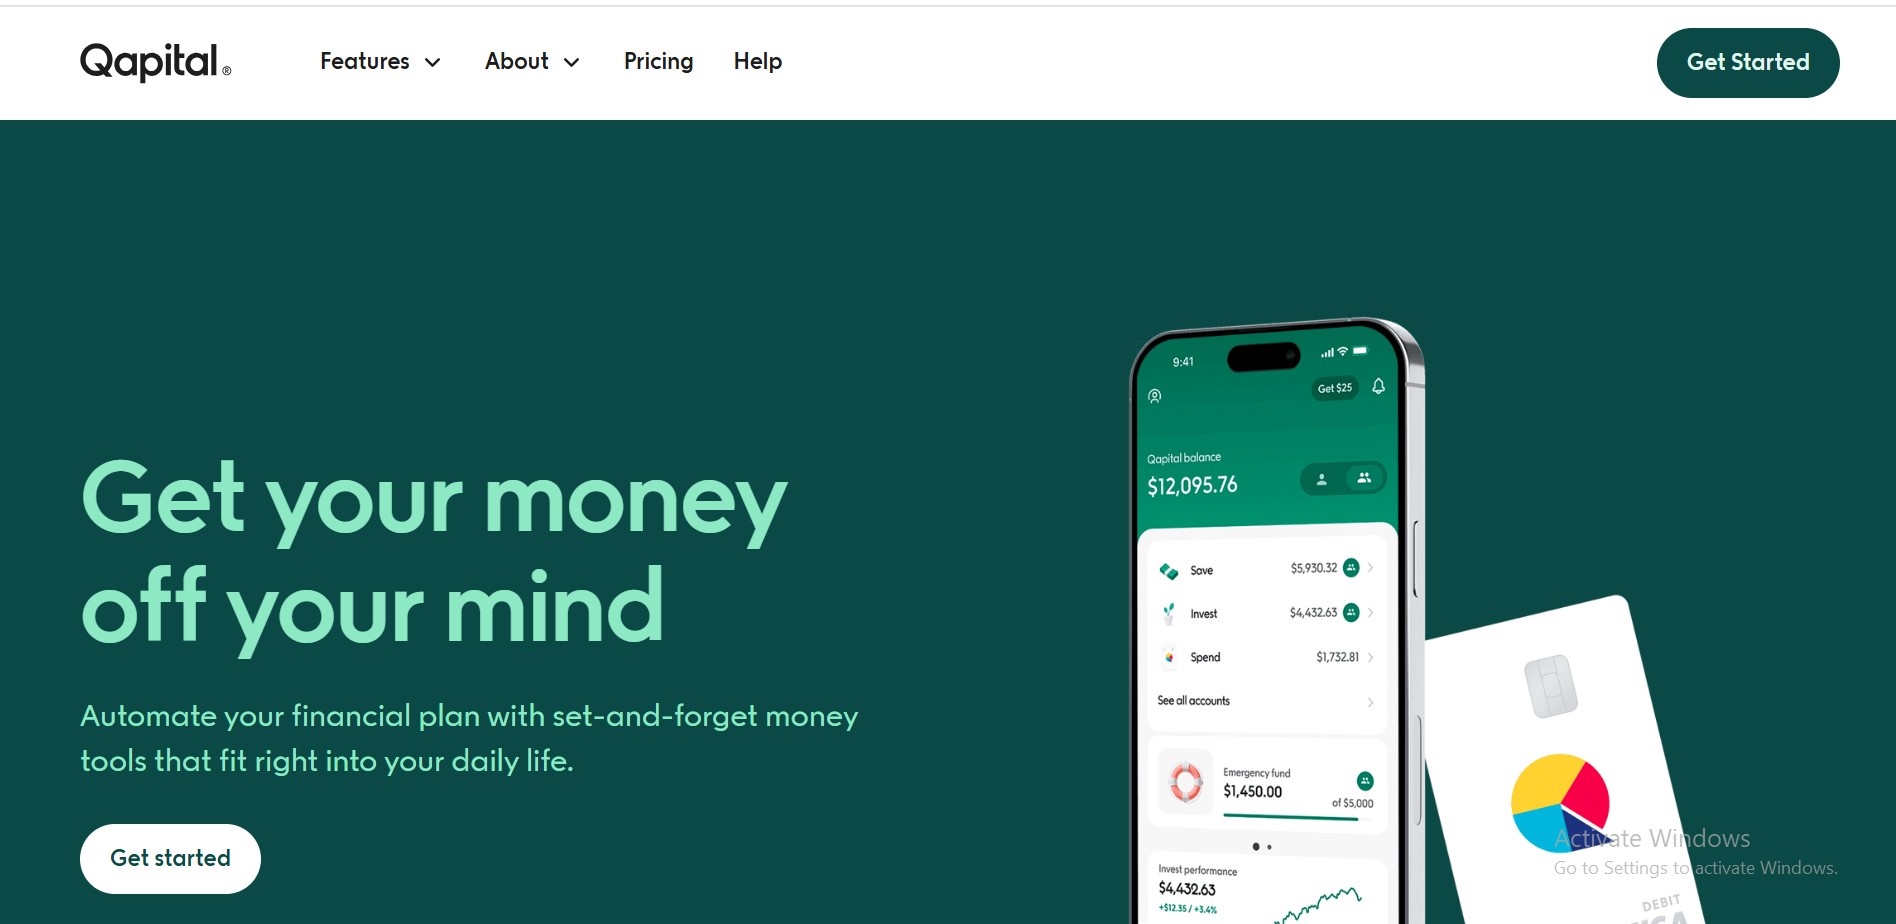 Qapital®
Features
About
Pricing
Help
Get Started
Get your money
off your mind
Automate your financial plan with set-and-forget money
tools that fit right into your daily life.
Get started
9:41
Get $25
Qapital balance
$12,095.76
Save $5,930.32
Invest $4,432.63
Spend $1,732.81
See all accounts
Emergency fund
$1,450.00
of $5,000
Invest performance
$4,432.63
+$12.35 / +3.4%
DEBIT
Activate Windows
Go to Settings to activate Windows.